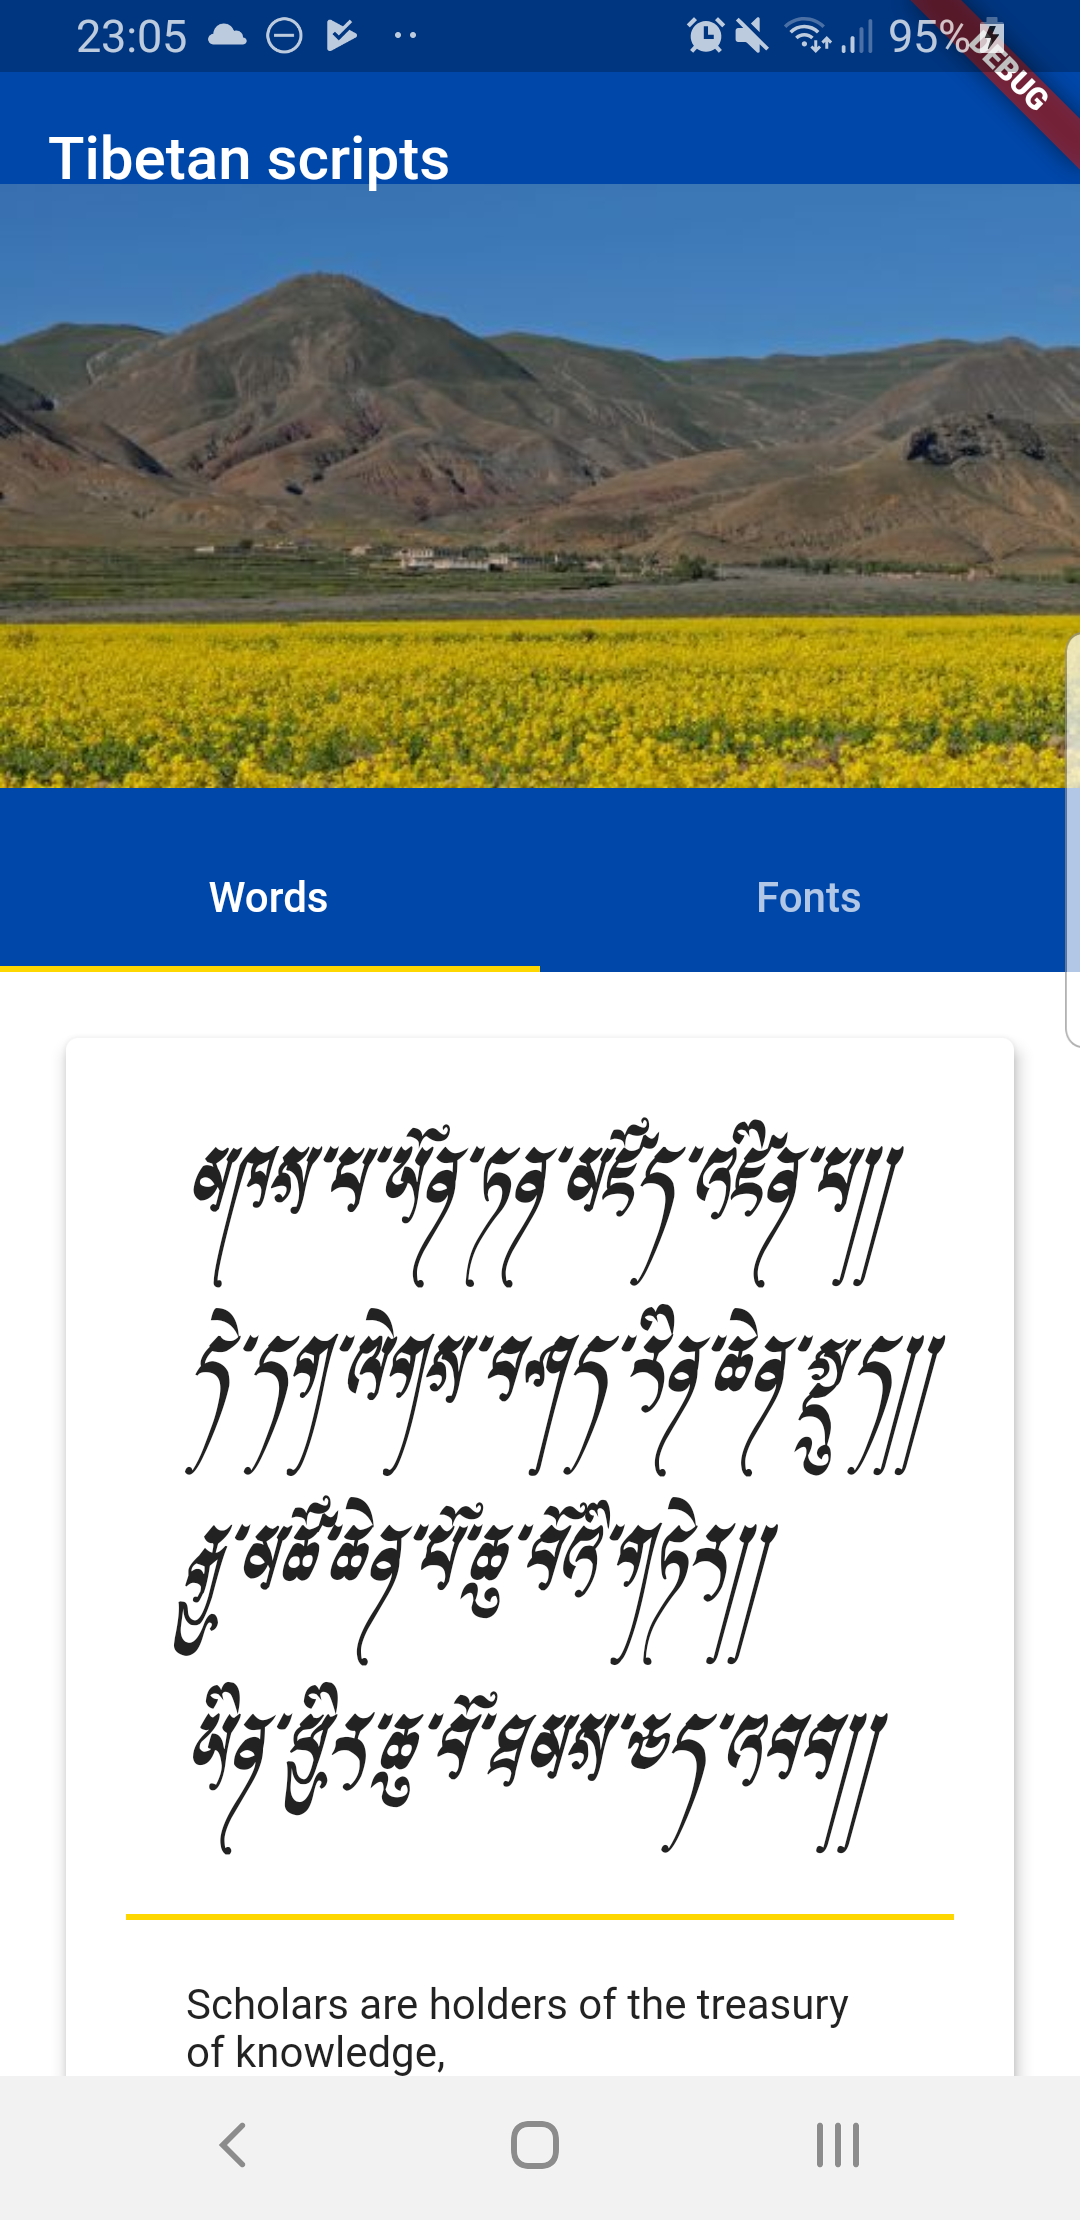 23:05
95%
DEBUG
Tibetan scripts
Words
Fonts
མཁས་པ་ཡོན་ཏན་མཛོད་འཛིན་པ།།
དེ་དག་ལེགས་བཤད་རིན་ཆེན་སྡུད།།
རྒྱ་མཚོ་ཆེན་པོ་ཆུ་བོའི་གཏེར།།
ཡིན་ཕྱིར་ཆུ་བོ་ཐམས་ཅད་འབབ།།
Scholars are holders of the treasury
of knowledge,